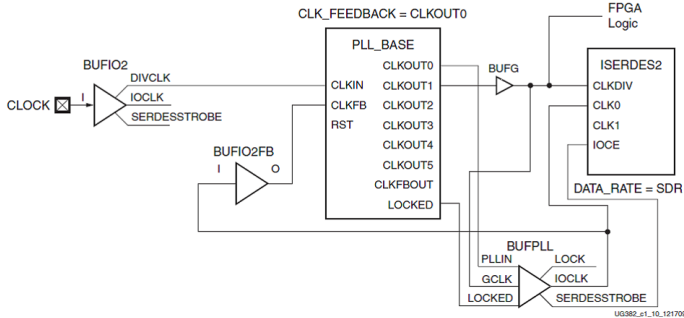 CLK_FEEDBACK = CLKOUT0
FPGA
Logic
BUFIO2
CLOCK
I
DIVCLK
IOCLK
SERDESSTROBE
BUFIO2FB
I
O
PLL_BASE
CLKIN
CLKFB
RST
CLKOUT0
CLKOUT1
CLKOUT2
CLKOUT3
CLKOUT4
CLKOUT5
CLKFBOUT
LOCKED
BUFG
ISERDES2
CLKDIV
CLK0
CLK1
IOCE
DATA_RATE = SDR
BUFPLL
PLLIN
GCLK
LOCKED
LOCK
IOCLK
SERDESSTROBE